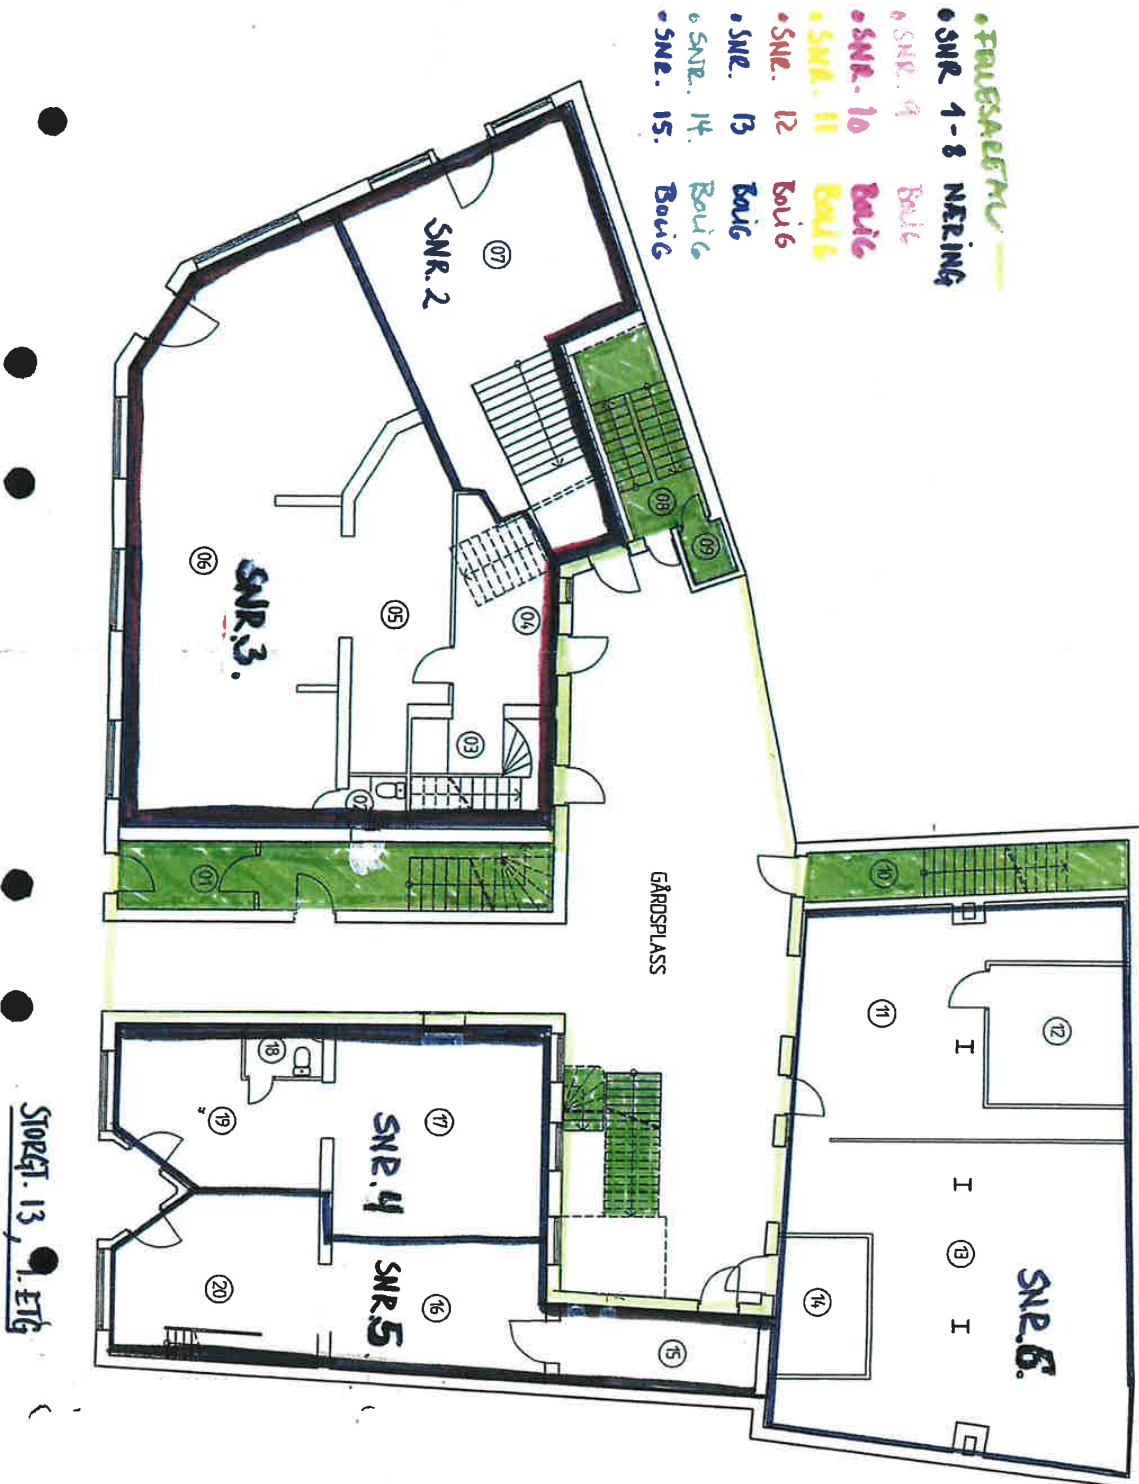 • FELLESAREAL
• SNR 1-8 NÆRING
• SNR. 9 BOLIG
• SNR. 10 BOLIG
• SNR. 11 BOLIG
• SNR. 12 BOLIG
• SNR. 13 BOLIG
• SNR. 14. BOLIG
• SNR. 15. BOLIG
07
SNR. 2
08
09
06
SNR. 3.
05
04
03
02
01
10
GÅRDSPLASS
11
12
13
14
SNR. 6.
15
16
17
SNR. 4
18
19
20
SNR. 5
STORGT. 13, 1. ETG